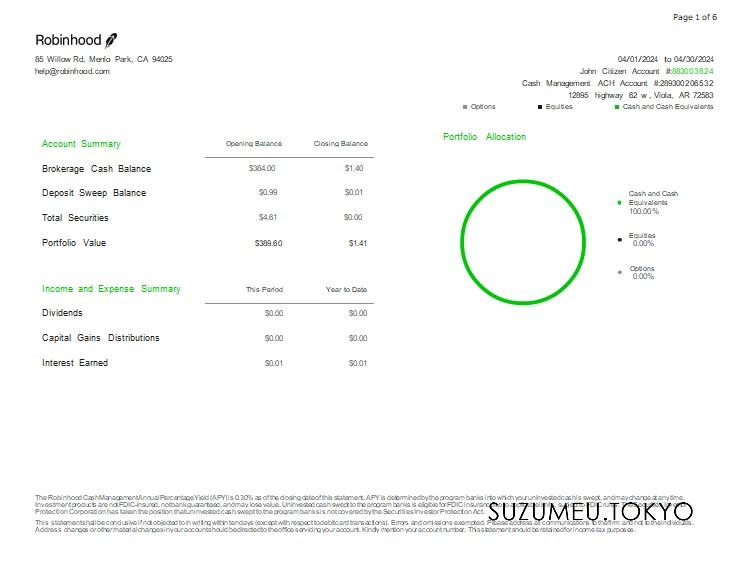 Page 1 of 6
Robinhood
85 Willow Rd, Menlo Park, CA 94025
help@robinhood.com
04/01/2024 to 04/30/2024
John Citizen Account #:883003624
Cash Management ACH Account #:289300206532
12895 highway 62 w , Viola, AR 72583
Options Equities Cash and Cash Equivalents
Account Summary Opening Balance Closing Balance
Brokerage Cash Balance $384.00 $1.40
Deposit Sweep Balance $0.99 $0.01
Total Securities $4.61 $0.00
Portfolio Value $389.60 $1.41
Income and Expense Summary This Period Year to Date
Dividends $0.00 $0.00
Capital Gains Distributions $0.00 $0.00
Interest Earned $0.01 $0.01
Portfolio Allocation
Cash and Cash
Equivalents
100.00%
Equities
0.00%
Options
0.00%
The Robinhood Cash Management Annual Percentage Yield (APY) is 0.30% as of the closing date of this statement. APY is determined by the program banks into which your uninvested cash is swept, and may change at any time.
Investment products are not FDIC-insured, not bank guaranteed, and may lose value. Uninvested cash swept to the program banks is eligible for FDIC insurance
Protection Corporation has taken the position that uninvested cash swept to the program banks is not covered by the Securities Investor Protection Act.
This statement shall be conclusive if not objected to in writing within ten days (except with respect to debit card transactions). Errors and omissions exempted. Please address all communications to the firm and not to the individuals.
Address changes or other material changes in your account should be directed to the office servicing your account. Kindly mention your account number. This statement should be retained for income tax purposes.
SUZUMEU.TOKYO